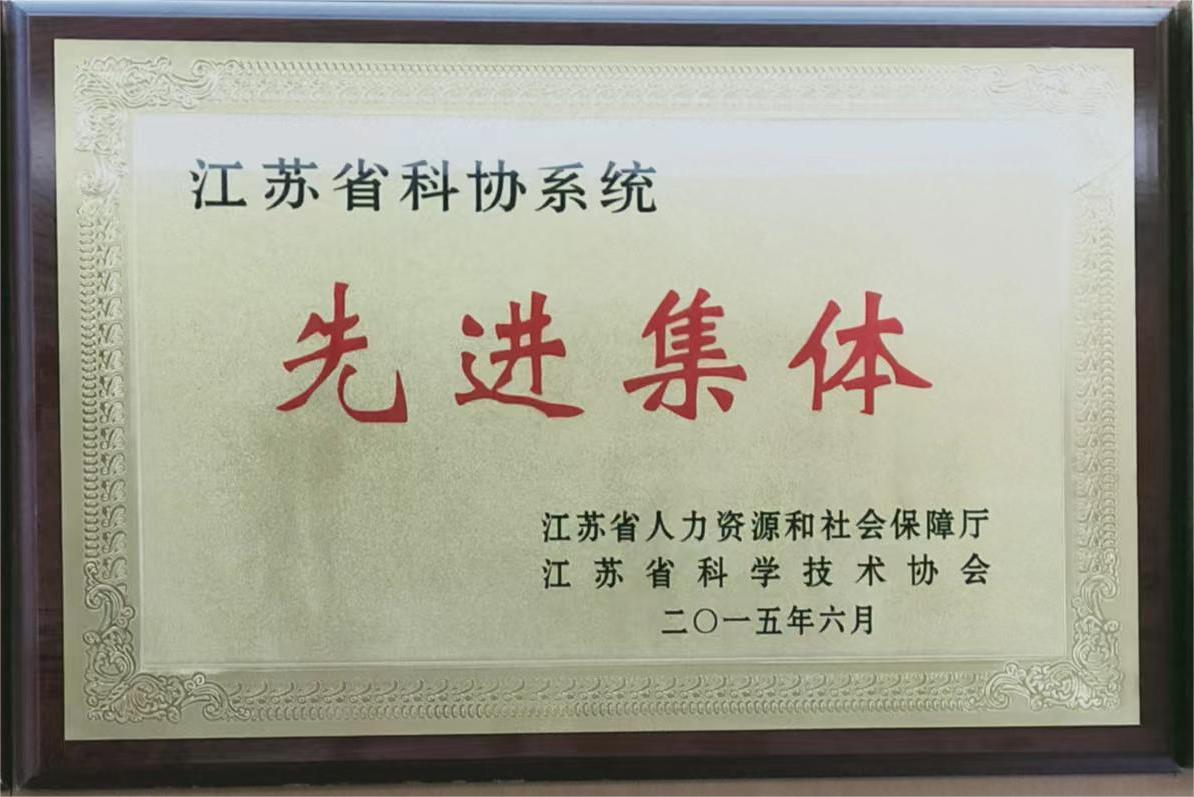 江苏省科协系统
先进集体
江苏省人力资源和社会保障厅
江苏省科学技术协会
二〇一五年六月